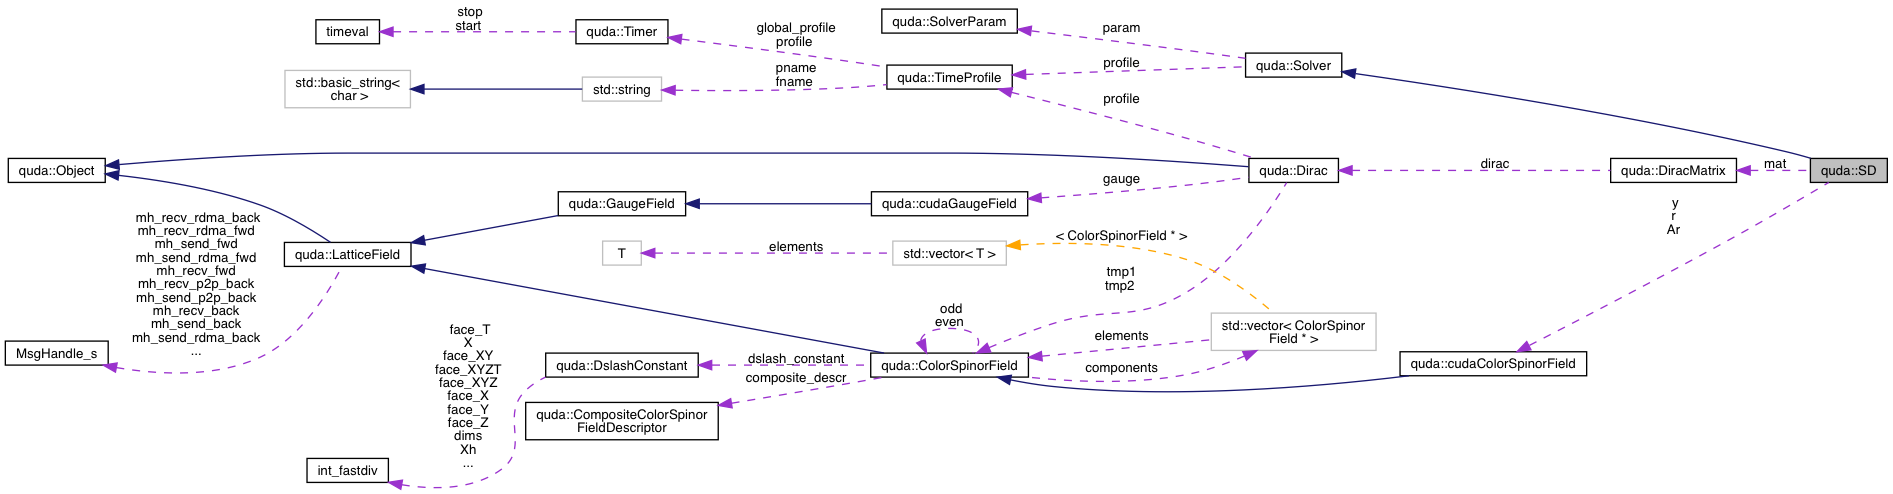 stop
start
timeval
quda::Timer
global_profile
profile
quda::SolverParam
param
quda::Solver
std::basic_string<
char >
std::string
pname
fname
quda::TimeProfile
profile
profile
quda::Object
quda::Dirac
dirac
quda::DiracMatrix
mat
quda::SD
gauge
quda::GaugeField
quda::cudaGaugeField
y
r
Ar
mh_recv_rdma_back
mh_recv_rdma_fwd
mh_send_fwd
mh_send_rdma_fwd
mh_recv_fwd
mh_recv_p2p_back
mh_send_p2p_back
mh_recv_back
mh_send_back
mh_send_rdma_back
...
quda::LatticeField
T
elements
std::vector< T >
< ColorSpinorField * >
tmp1
tmp2
odd
even
std::vector< ColorSpinor
Field * >
elements
components
MsgHandle_s
face_T
X
face_XY
face_XYZT
face_XYZ
face_X
face_Y
face_Z
dims
Xh
...
quda::DslashConstant
dslash_constant
composite_descr
quda::ColorSpinorField
quda::cudaColorSpinorField
quda::CompositeColorSpinor
FieldDescriptor
int_fastdiv